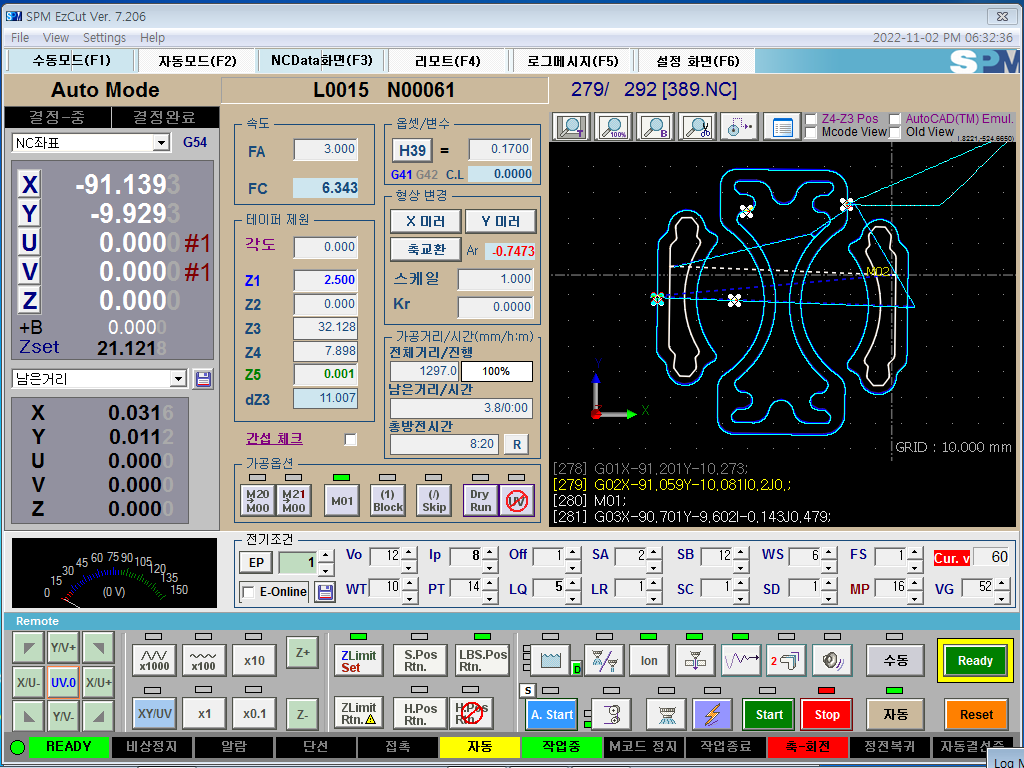 SPM EzCut Ver. 7.206
File View Settings Help 2022-11-02 PM 06:32:36
수동모드(F1) 자동모드(F2) NCData화면(F3) 리모트(F4) 로그메시지(F5) 설정 화면(F6) SPM
Auto Mode L0015 N00061 279/ 292 [389.NC]
결정-중 결정완료
NC좌표 G54
X -91.1393
Y -9.9293
U 0.0000 #1
V 0.0000 #1
Z 0.0000
+B 0.0000
Zset 21.1218
남은거리
X 0.0316
Y 0.0112
U 0.0000
V 0.0000
Z 0.0000
속도
FA 3.000
FC 6.343
테이퍼 제원
각도 0.000
Z1 2.500
Z2 0.000
Z3 32.128
Z4 7.898
Z5 0.001
dZ3 11.007
간섭 체크
옵셋/변수
H39 = 0.1700
G41 G42 C.L 0.0000
형상 변경
X 미러 Y 미러
축교환 Ar -0.7473
스케일 1.000
Kr 0.0000
가공거리/시간(mm/h:m)
전체거리/진행
1297.0 100%
남은거리/시간
3.8/0:00
총방전시간
8:20 R
가공옵션
M20 M00 M21 M00 M01 (1) Block (/) Skip Dry Run UV
T 100% B
Z4-Z3 Pos AutoCAD(TM) Emul.
Mcode View Old View
M02
Y
X
GRID : 10.000 mm
[278] G01X-91,201Y-10,273;
[279] G02X-91,059Y-10,081I0,2J0,;
[280] M01;
[281] G03X-90,701Y-9,602I-0,143J0,479;
0 15 30 45 60 75 90 105 120 135 150
(0 V)
전기조건
EP 1 Vo 12 Ip 8 Off 1 SA 2 SB 12 WS 6 FS 1 Cur. v 60
E-Online WT 10 PT 14 LQ 5 LR 1 SC 1 SD 1 MP 16 VG 52
Remote
Y/V+ x1000 x100 x10 Z+ ZLimit Set S.Pos Rtn. LBS.Pos Rtn. D Ion 2 수동 Ready
X/U- UV.0 X/U+
Y/V- XY/UV x1 x0.1 Z- ZLimit Rtn. H.Pos Rtn. H.Pos Rtn. S A. Start Start Stop 자동 Reset
READY 비상정지 알람 단선 접촉 자동 작업중 M코드 정지 작업종료 축-회전 정전복귀 자동결선중
Log M